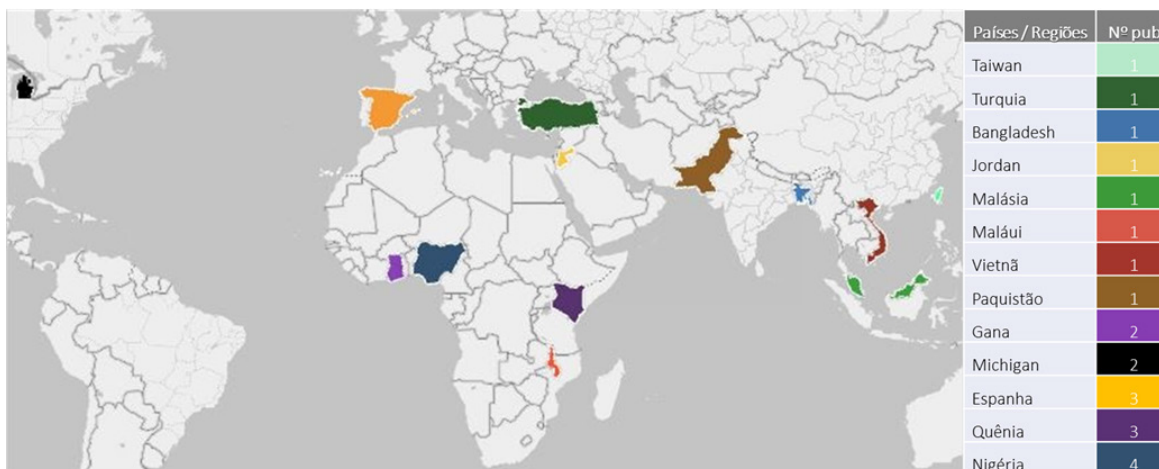 Países / Regiões Nº pub
Taiwan 1
Turquia 1
Bangladesh 1
Jordan 1
Malásia 1
Maláui 1
Vietnã 1
Paquistão 1
Gana 2
Michigan 2
Espanha 3
Quênia 3
Nigéria 4